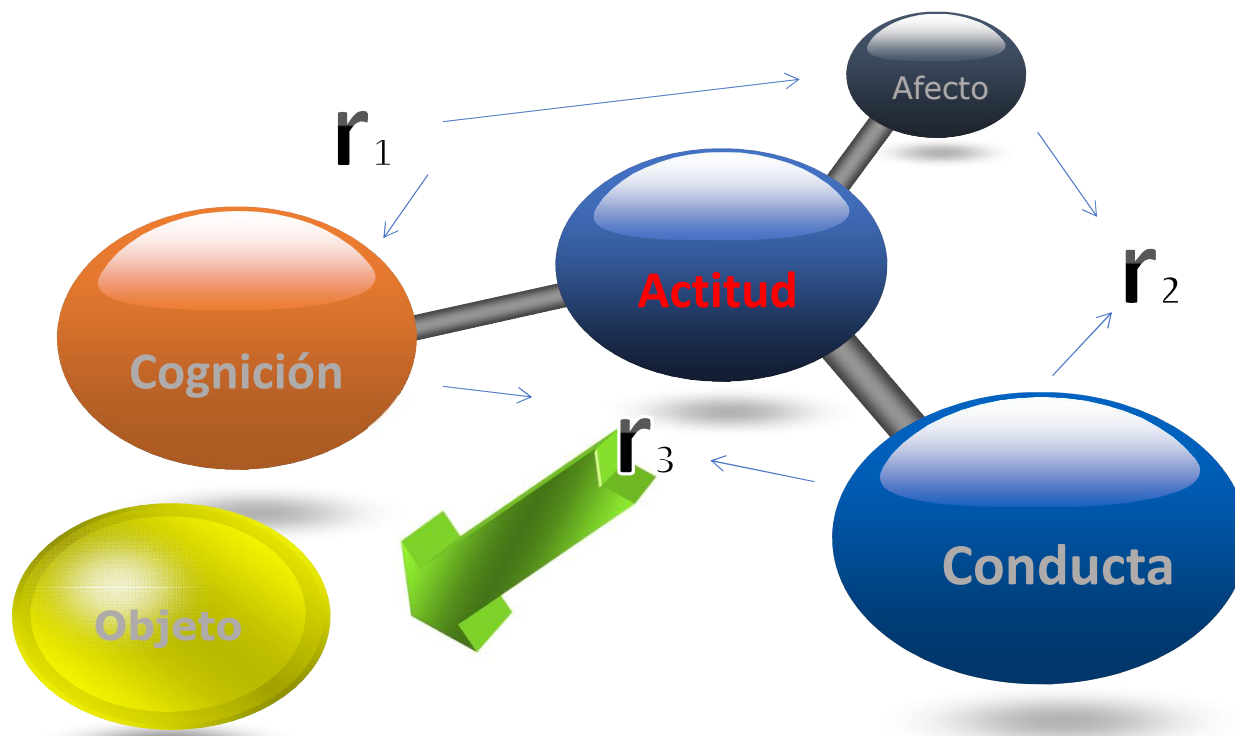 Afecto
r1
Actitud
r2
Cognición
r3
Conducta
Objeto